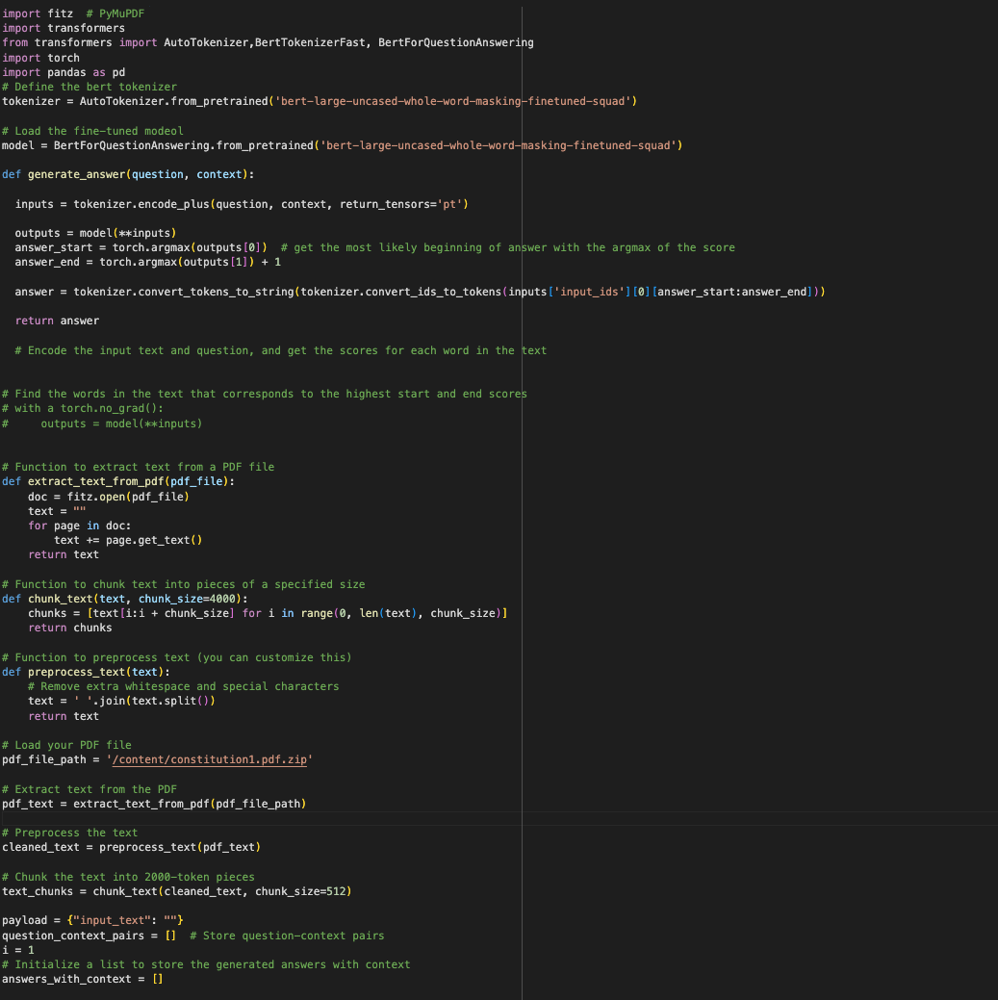 import fitz  # PyMuPDF
import transformers
from transformers import AutoTokenizer,BertTokenizerFast, BertForQuestionAnswering
import torch
import pandas as pd
# Define the bert tokenizer
tokenizer = AutoTokenizer.from_pretrained('bert-large-uncased-whole-word-masking-finetuned-squad')

# Load the fine-tuned modeol
model = BertForQuestionAnswering.from_pretrained('bert-large-uncased-whole-word-masking-finetuned-squad')

def generate_answer(question, context):

  inputs = tokenizer.encode_plus(question, context, return_tensors='pt')

  outputs = model(**inputs)
  answer_start = torch.argmax(outputs[0])  # get the most likely beginning of answer with the argmax of the score
  answer_end = torch.argmax(outputs[1]) + 1

  answer = tokenizer.convert_tokens_to_string(tokenizer.convert_ids_to_tokens(inputs['input_ids'][0][answer_start:answer_end]))

  return answer

  # Encode the input text and question, and get the scores for each word in the text


# Find the words in the text that corresponds to the highest start and end scores
# with a torch.no_grad():
#     outputs = model(**inputs)


# Function to extract text from a PDF file
def extract_text_from_pdf(pdf_file):
    doc = fitz.open(pdf_file)
    text = ""
    for page in doc:
        text += page.get_text()
    return text

# Function to chunk text into pieces of a specified size
def chunk_text(text, chunk_size=4000):
    chunks = [text[i:i + chunk_size] for i in range(0, len(text), chunk_size)]
    return chunks

# Function to preprocess text (you can customize this)
def preprocess_text(text):
    # Remove extra whitespace and special characters
    text = ' '.join(text.split())
    return text

# Load your PDF file
pdf_file_path = '/content/constitution1.pdf.zip'

# Extract text from the PDF
pdf_text = extract_text_from_pdf(pdf_file_path)

# Preprocess the text
cleaned_text = preprocess_text(pdf_text)

# Chunk the text into 2000-token pieces
text_chunks = chunk_text(cleaned_text, chunk_size=512)

payload = {"input_text": ""}
question_context_pairs = []  # Store question-context pairs
i = 1
# Initialize a list to store the generated answers with context
answers_with_context = []